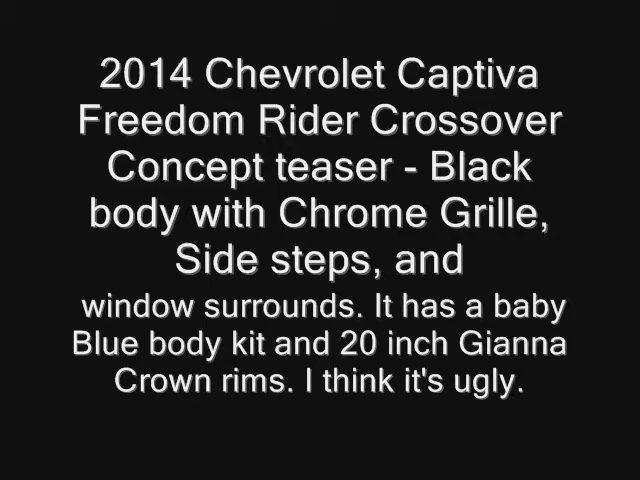 2014 Chevrolet Captiva
Freedom Rider Crossover
Concept teaser - Black
body with Chrome Grille,
Side steps, and
window surrounds. It has a baby
Blue body kit and 20 inch Gianna
Crown rims. I think it's ugly.